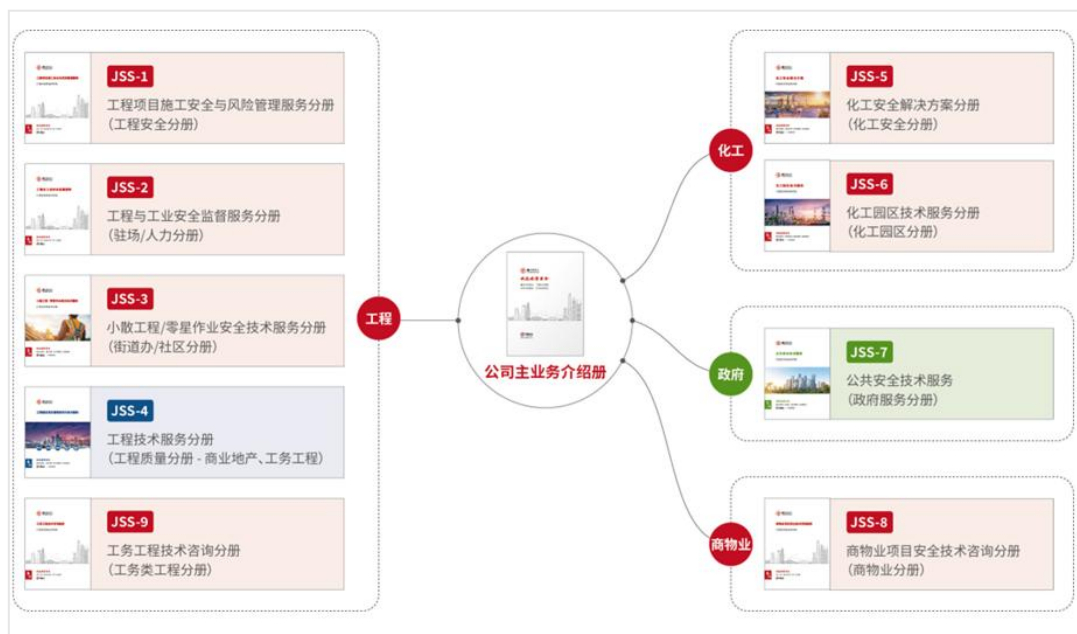 JSS-1
工程项目施工安全与风险管理服务分册
(工程安全分册)
JSS-2
工程与工业安全监督服务分册
(驻场/人力分册)
JSS-3
小散工程/零星作业安全技术服务分册
(街道办/社区分册)
JSS-4
工程技术服务分册
(工程质量分册 - 商业地产、工务工程)
JSS-9
工务工程技术咨询分册
(工务类工程分册)
工程
公司主业务介绍册
化工
JSS-5
化工安全解决方案分册
(化工安全分册)
JSS-6
化工园区技术服务分册
(化工园区分册)
政府
JSS-7
公共安全技术服务
(政府服务分册)
商物业
JSS-8
商物业项目安全技术咨询分册
(商物业分册)